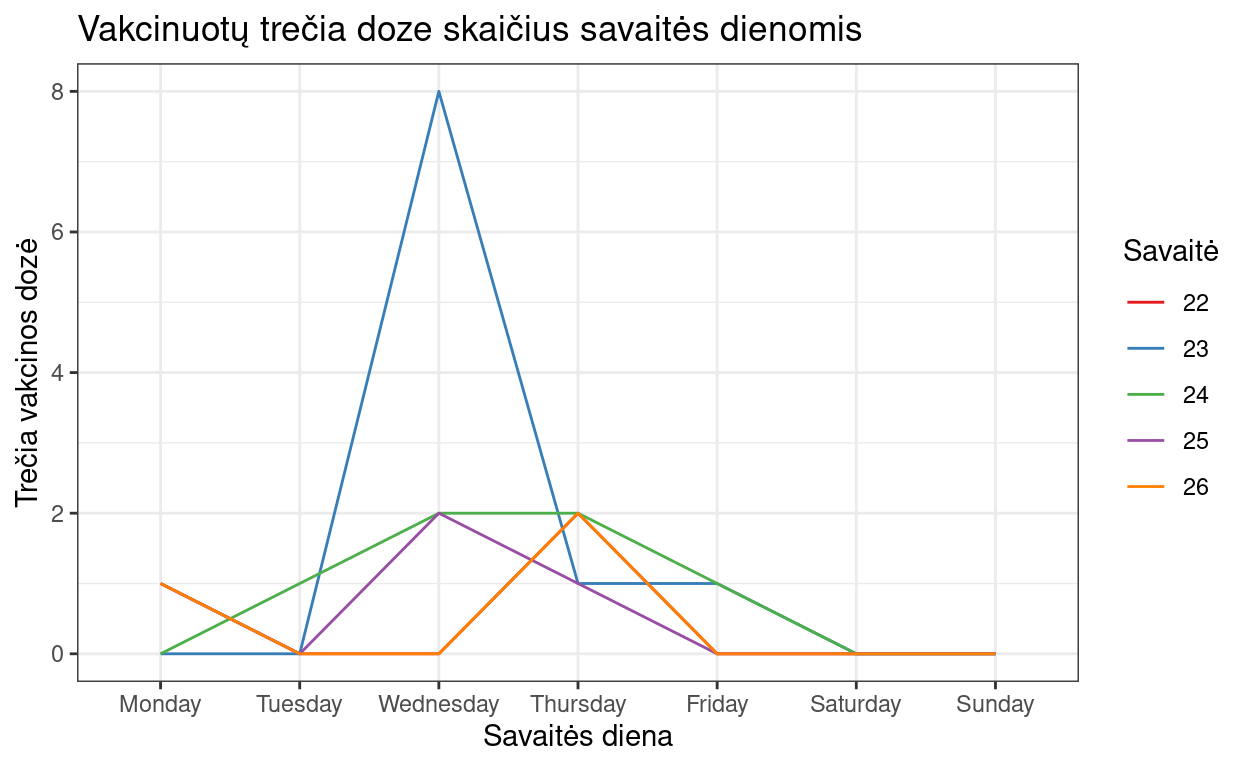 Vakcinuotų trečia doze skaičius savaitės dienomis
Trečia vakcinos dozė
8
6
4
2
0
Monday Tuesday Wednesday Thursday Friday Saturday Sunday
Savaitės diena
Savaitė
22
23
24
25
26